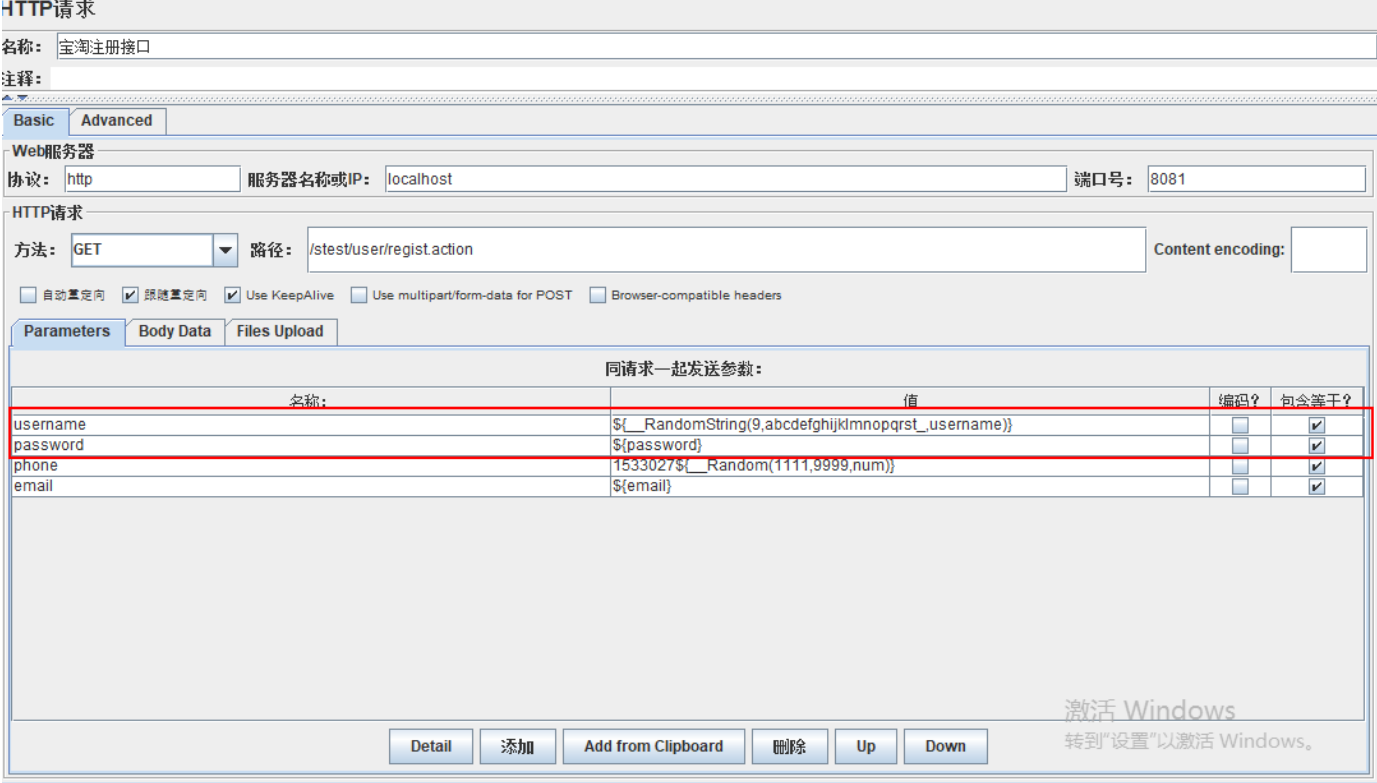 HTTP请求
名称： 宝淘注册接口
注释：
Basic Advanced
Web服务器
协议： http 服务器名称或IP： localhost 端口号： 8081
HTTP请求
方法： GET 路径： /stest/user/regist.action Content encoding:
自动重定向 跟随重定向 Use KeepAlive Use multipart/form-data for POST Browser-compatible headers
Parameters Body Data Files Upload
同请求一起发送参数：
名称： 值 编码？ 包含等于？
username ${__RandomString(9,abcdefghijklmnopqrst_,username)}
password ${password}
phone 1533027${__Random(1111,9999,num)}
email ${email}
激活 Windows
转到"设置"以激活 Windows。
Detail 添加 Add from Clipboard 删除 Up Down